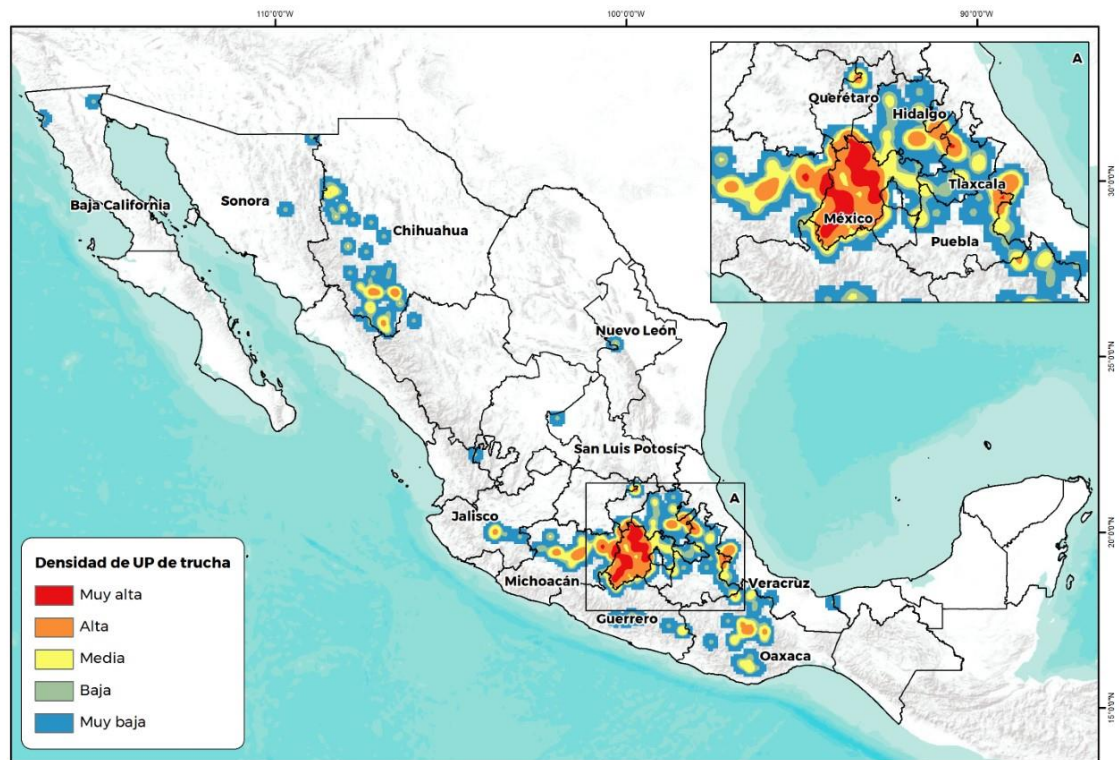 110°0'0"W
100°0'0"W
90°0'0"W
A
Querétaro
Hidalgo
Tlaxcala
México
Puebla
30°0'0"N
Baja California
Sonora
Chihuahua
Nuevo León
25°0'0"N
San Luis Potosí
A
Jalisco
20°0'0"N
Michoacán
Veracruz
Guerrero
Oaxaca
15°0'0"N
Densidad de UP de trucha
Muy alta
Alta
Media
Baja
Muy baja